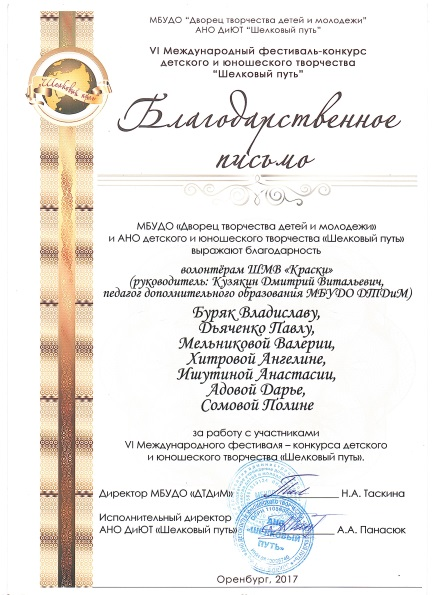 МБУДО "Дворец творчества детей и молодежи"
АНО ДиЮТ "Шелковый путь"
VI Международный фестиваль-конкурс
детского и юношеского творчества
"Шелковый путь"
Шелковый путь
Благодарственное
письмо
МБУДО «Дворец творчества детей и молодежи»
и АНО детского и юношеского творчества «Шелковый путь»
выражают благодарность
волонтёрам ШМВ «Краски»
(руководитель: Кузякин Дмитрий Витальевич,
педагог дополнительного образования МБУДО ДТДиМ)
Буряк Владиславу,
Дьяченко Павлу,
Мельниковой Валерии,
Хитровой Ангелине,
Ишутиной Анастасии,
Адовой Дарье,
Сомовой Полине
за работу с участниками
VI Международного фестиваля – конкурса детского
и юношеского творчества «Шелковый путь».
Директор МБУДО «ДТДиМ» Н.А. Таскина
Исполнительный директор
АНО ДиЮТ «Шелковый путь» А.А. Панасюк
АНО
«ШЕЛКОВЫЙ
ПУТЬ»
Оренбург, 2017